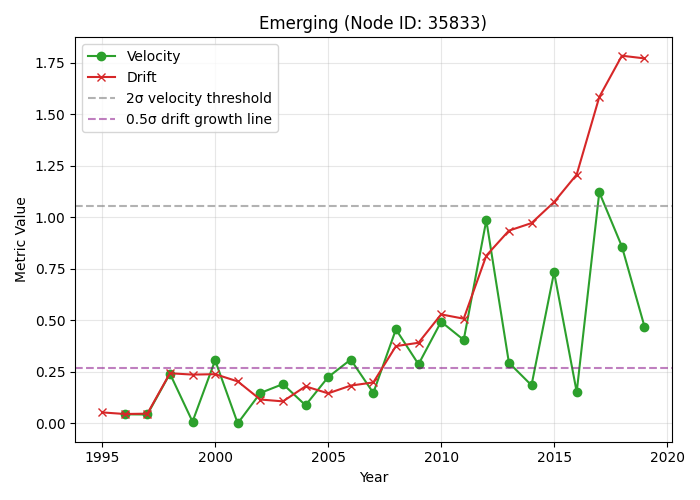 Emerging (Node ID: 35833)
Velocity
Drift
2σ velocity threshold
0.5σ drift growth line
Metric Value
1.75
1.50
1.25
1.00
0.75
0.50
0.25
0.00
1995 2000 2005 2010 2015 2020
Year